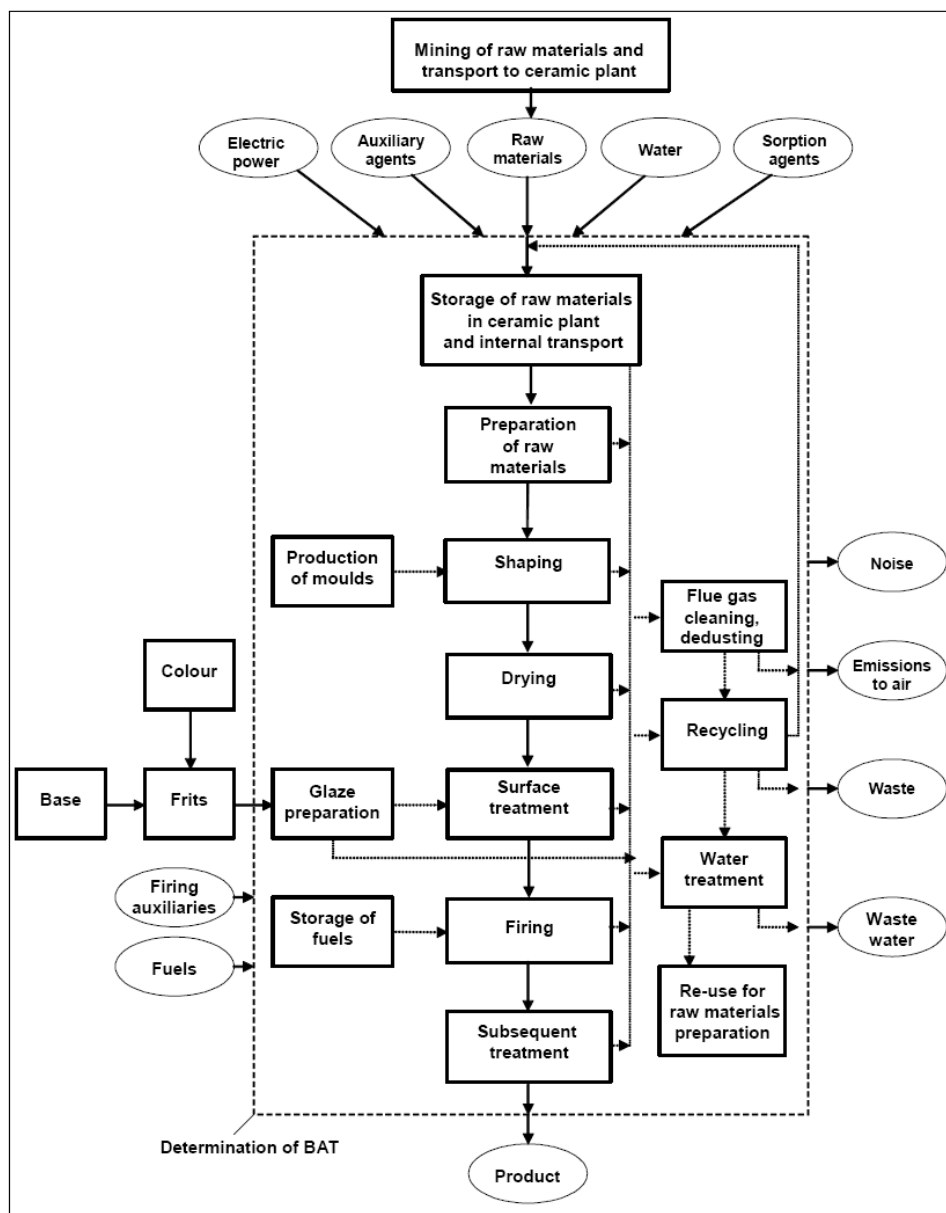 Mining of raw materials and
transport to ceramic plant
Electric
power
Auxiliary
agents
Raw
materials
Water
Sorption
agents
Storage of raw materials
in ceramic plant
and internal transport
Preparation
of raw
materials
Production
of moulds
Shaping
Noise
Flue gas
cleaning,
dedusting
Colour
Drying
Emissions
to air
Recycling
Base
Frits
Glaze
preparation
Surface
treatment
Waste
Water
treatment
Firing
auxiliaries
Storage of
fuels
Firing
Waste
water
Fuels
Re-use for
raw materials
preparation
Subsequent
treatment
Determination of BAT
Product